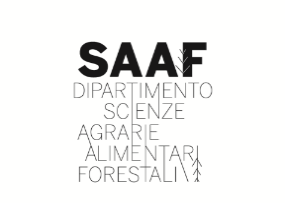 SAAF
DIPARTIMENTO
SCIENZE
AGRARIE
ALIMENTARI
FORESTALI